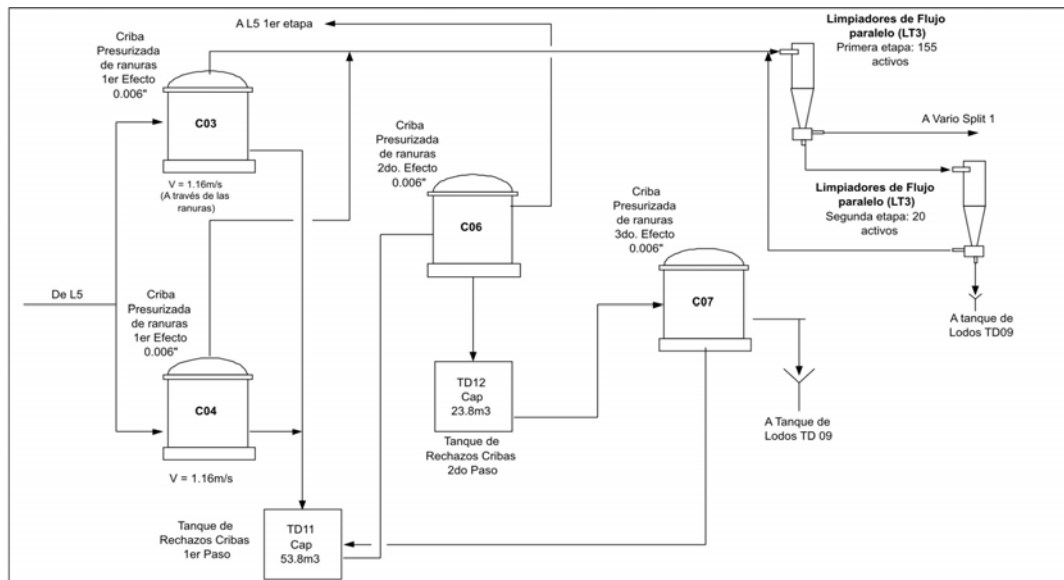 A L5 1er etapa
Criba
Presurizada
de ranuras
1er Efecto
0.006"
C03
V = 1.16m/s
(A través de las
ranuras)
Limpiadores de Flujo
paralelo (LT3)
Primera etapa: 155
activos
A Vario Split 1
Criba
Presurizada
de ranuras
2do. Efecto
0.006"
C06
Limpiadores de Flujo
paralelo (LT3)
Segunda etapa: 20
activos
Criba
Presurizada
de ranuras
3do. Efecto
0.006"
C07
A tanque de
Lodos TD09
De L5
Criba
Presurizada
de ranuras
1er Efecto
0.006"
C04
V = 1.16m/s
TD12
Cap
23.8m3
Tanque de
Rechazos Cribas
2do Paso
A Tanque de
Lodos TD 09
Tanque de
Rechazos Cribas
1er Paso
TD11
Cap
53.8m3